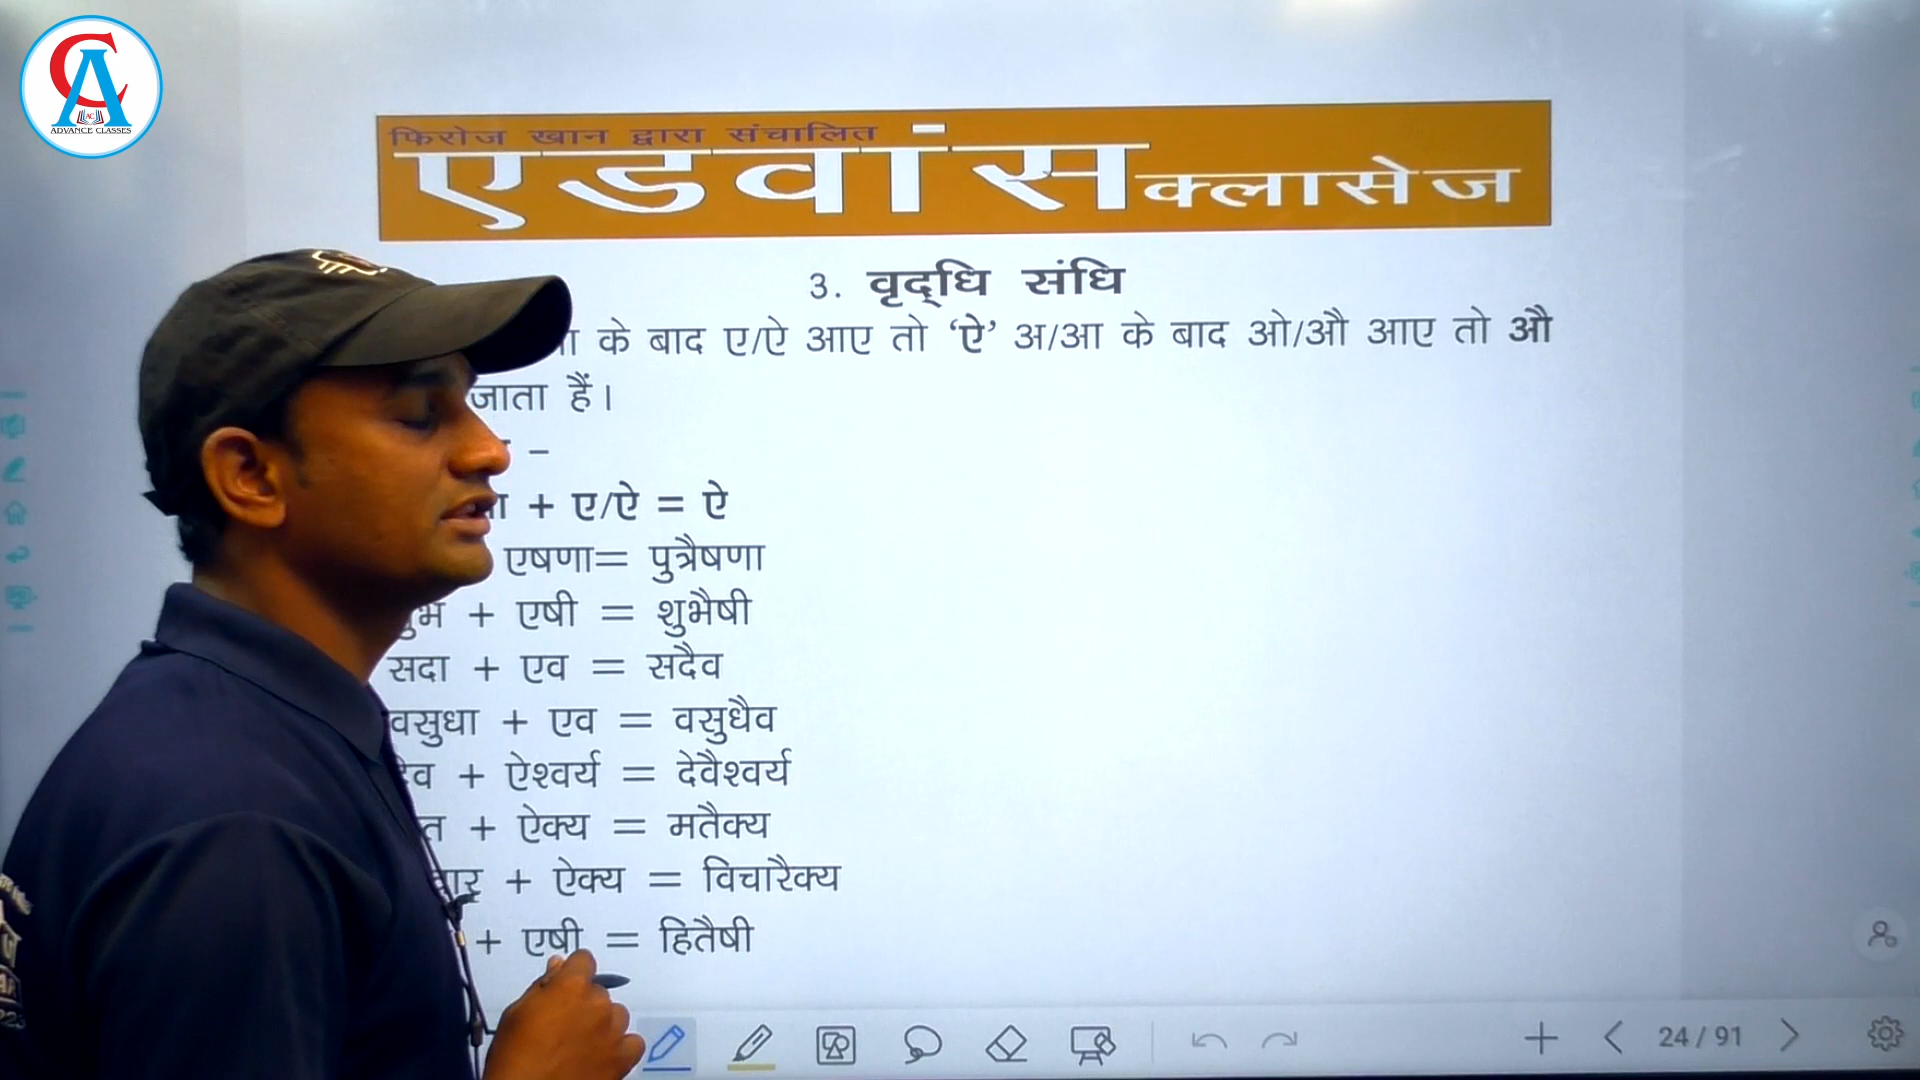 ADVANCE CLASSES
फिरोज खान द्वारा संचालित
एडवांस क्लासेज
3. वृद्धि संधि
के बाद ए/ऐ आए तो ‘ऐ’ अ/आ के बाद ओ/औ आए तो औ
जाता हैं।
–
+ ए/ऐ = ऐ
एषणा= पुत्रैषणा
+ एषी = शुभैषी
सदा + एव = सदैव
वसुधा + एव = वसुधैव
+ ऐश्वर्य = देवैश्वर्य
+ ऐक्य = मतैक्य
+ ऐक्य = विचारैक्य
+ एषी = हितैषी
24 / 91